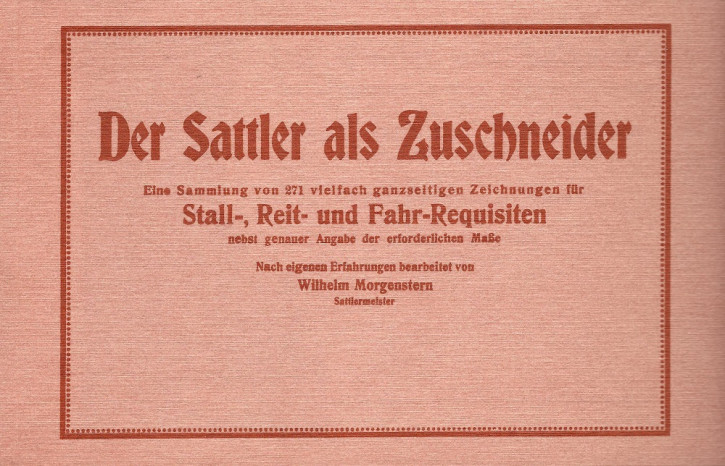 Der Sattler als Zuschneider
Eine Sammlung von 271 vielfach ganzseitigen Zeichnungen für
Stall-, Reit- und Fahr-Requisiten
nebst genauer Angabe der erforderlichen Maße
Nach eigenen Erfahrungen bearbeitet von
Wilhelm Morgenstern
Sattlermeister